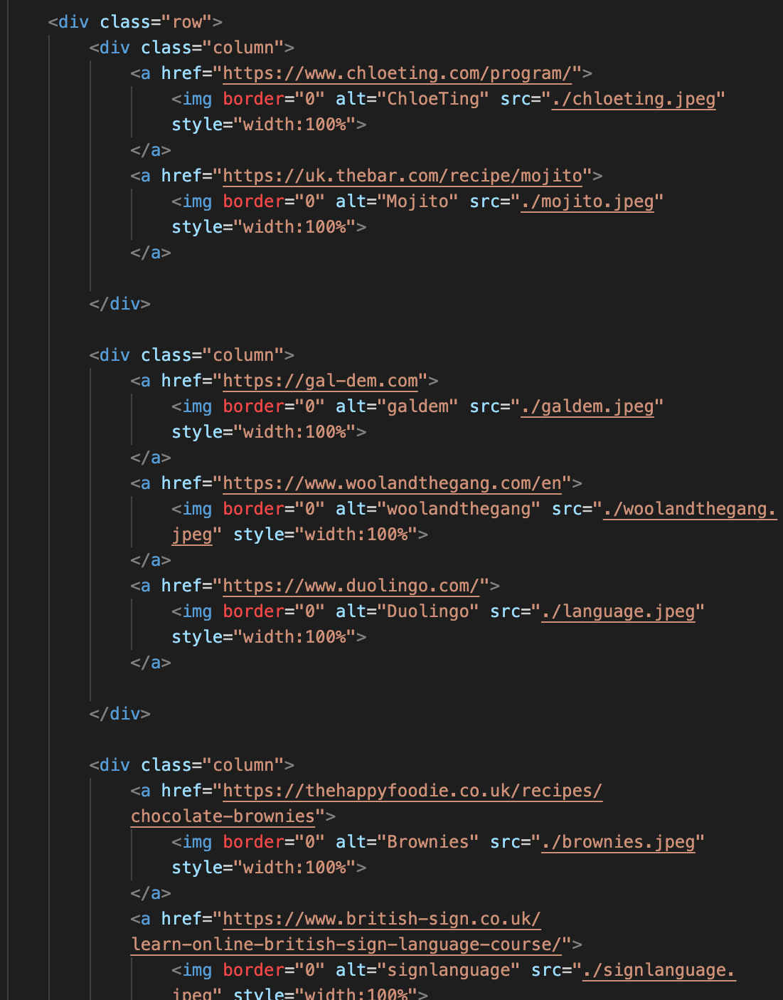 <div class="row">
<div class="column">
<a href="https://www.chloeting.com/program/">
<img border="0" alt="ChloeTing" src="./chloeting.jpeg"
style="width:100%">
</a>
<a href="https://uk.thebar.com/recipe/mojito">
<img border="0" alt="Mojito" src="./mojito.jpeg"
style="width:100%">
</a>
</div>
<div class="column">
<a href="https://gal-dem.com">
<img border="0" alt="galdem" src="./galdem.jpeg"
style="width:100%">
</a>
<a href="https://www.woolandthegang.com/en">
<img border="0" alt="woolandthegang" src="./woolandthegang.
jpeg" style="width:100%">
</a>
<a href="https://www.duolingo.com/">
<img border="0" alt="Duolingo" src="./language.jpeg"
style="width:100%">
</a>
</div>
<div class="column">
<a href="https://thehappyfoodie.co.uk/recipes/
chocolate-brownies">
<img border="0" alt="Brownies" src="./brownies.jpeg"
style="width:100%">
</a>
<a href="https://www.british-sign.co.uk/
learn-online-british-sign-language-course/">
<img border="0" alt="signlanguage" src="./signlanguage.
jpeg" style="width:100%">